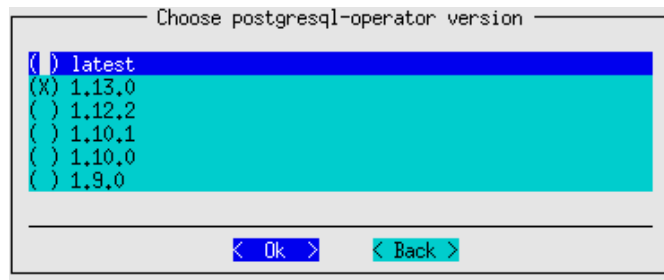 Choose postgresql-operator version
( ) latest
(X) 1.13.0
( ) 1.12.2
( ) 1.10.1
( ) 1.10.0
( ) 1.9.0
< Ok > < Back >